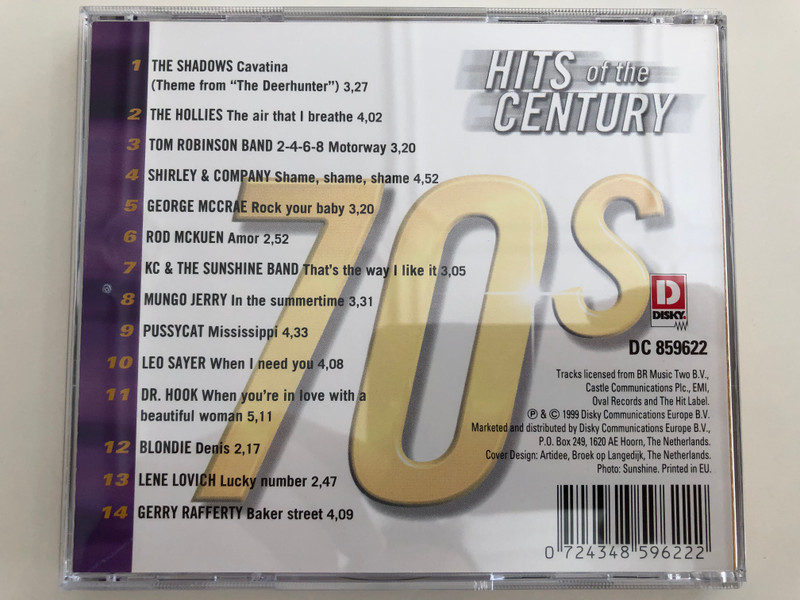 HITS of the
CENTURY
70s
1 THE SHADOWS Cavatina
(Theme from “The Deerhunter”) 3,27
2 THE HOLLIES The air that I breathe 4,02
3 TOM ROBINSON BAND 2-4-6-8 Motorway 3,20
4 SHIRLEY & COMPANY Shame, shame, shame 4,52
5 GEORGE MCCRAE Rock your baby 3,20
6 ROD MCKUEN Amor 2,52
7 KC & THE SUNSHINE BAND That's the way I like it 3,05
8 MUNGO JERRY In the summertime 3,31
9 PUSSYCAT Mississippi 4,33
10 LEO SAYER When I need you 4,08
11 DR. HOOK When you're in love with a
beautiful woman 5,11
12 BLONDIE Denis 2,17
13 LENE LOVICH Lucky number 2,47
14 GERRY RAFFERTY Baker street 4,09
D
DISKY.
DC 859622
Tracks licensed from BR Music Two B.V.,
Castle Communications Plc., EMI,
Oval Records and The Hit Label.
℗ & © 1999 Disky Communications Europe B.V.
Marketed and distributed by Disky Communications Europe B.V.,
P.O. Box 249, 1620 AE Hoorn, The Netherlands.
Cover Design: Artidee, Broek op Langedijk, The Netherlands.
Photo: Sunshine. Printed in EU.
0 724348 596222